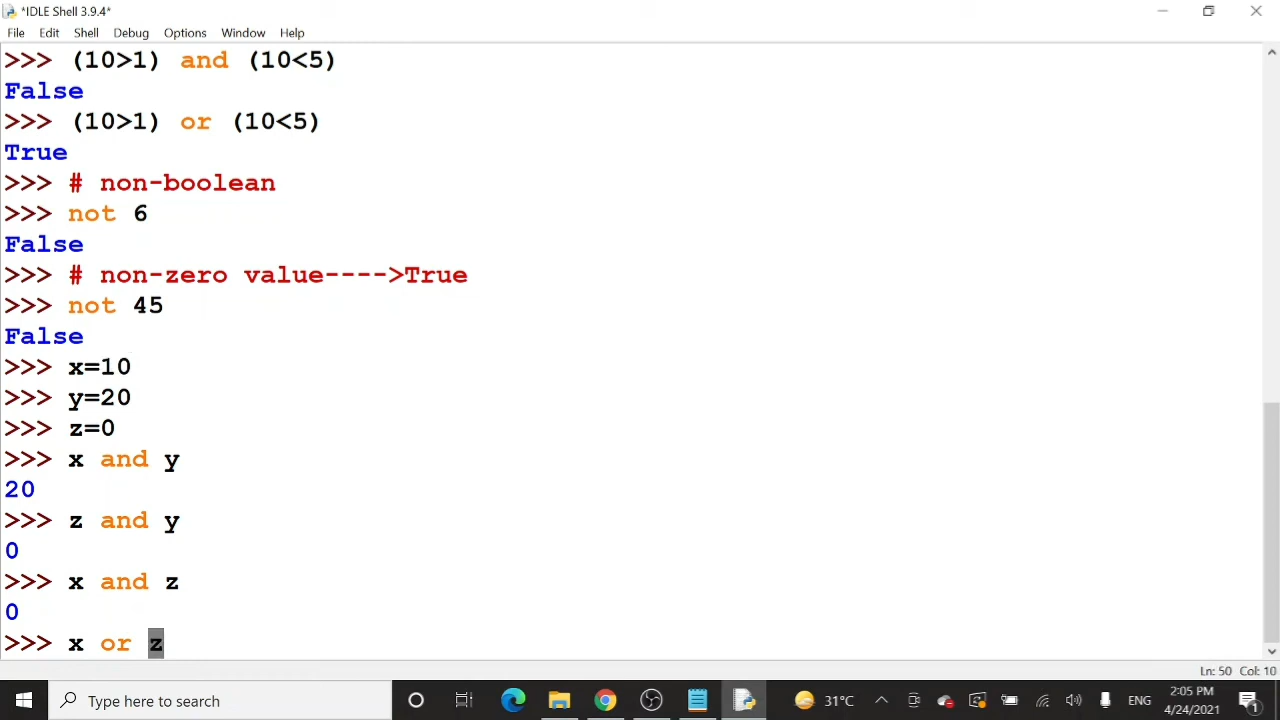 *IDLE Shell 3.9.4*
File Edit Shell Debug Options Window Help
>>> (10>1) and (10<5)
False
>>> (10>1) or (10<5)
True
>>> # non-boolean
>>> not 6
False
>>> # non-zero value---->True
>>> not 45
False
>>> x=10
>>> y=20
>>> z=0
>>> x and y
20
>>> z and y
0
>>> x and z
0
>>> x or z
Ln: 50 Col: 10
Type here to search
31°C
ENG
2:05 PM
4/24/2021
1